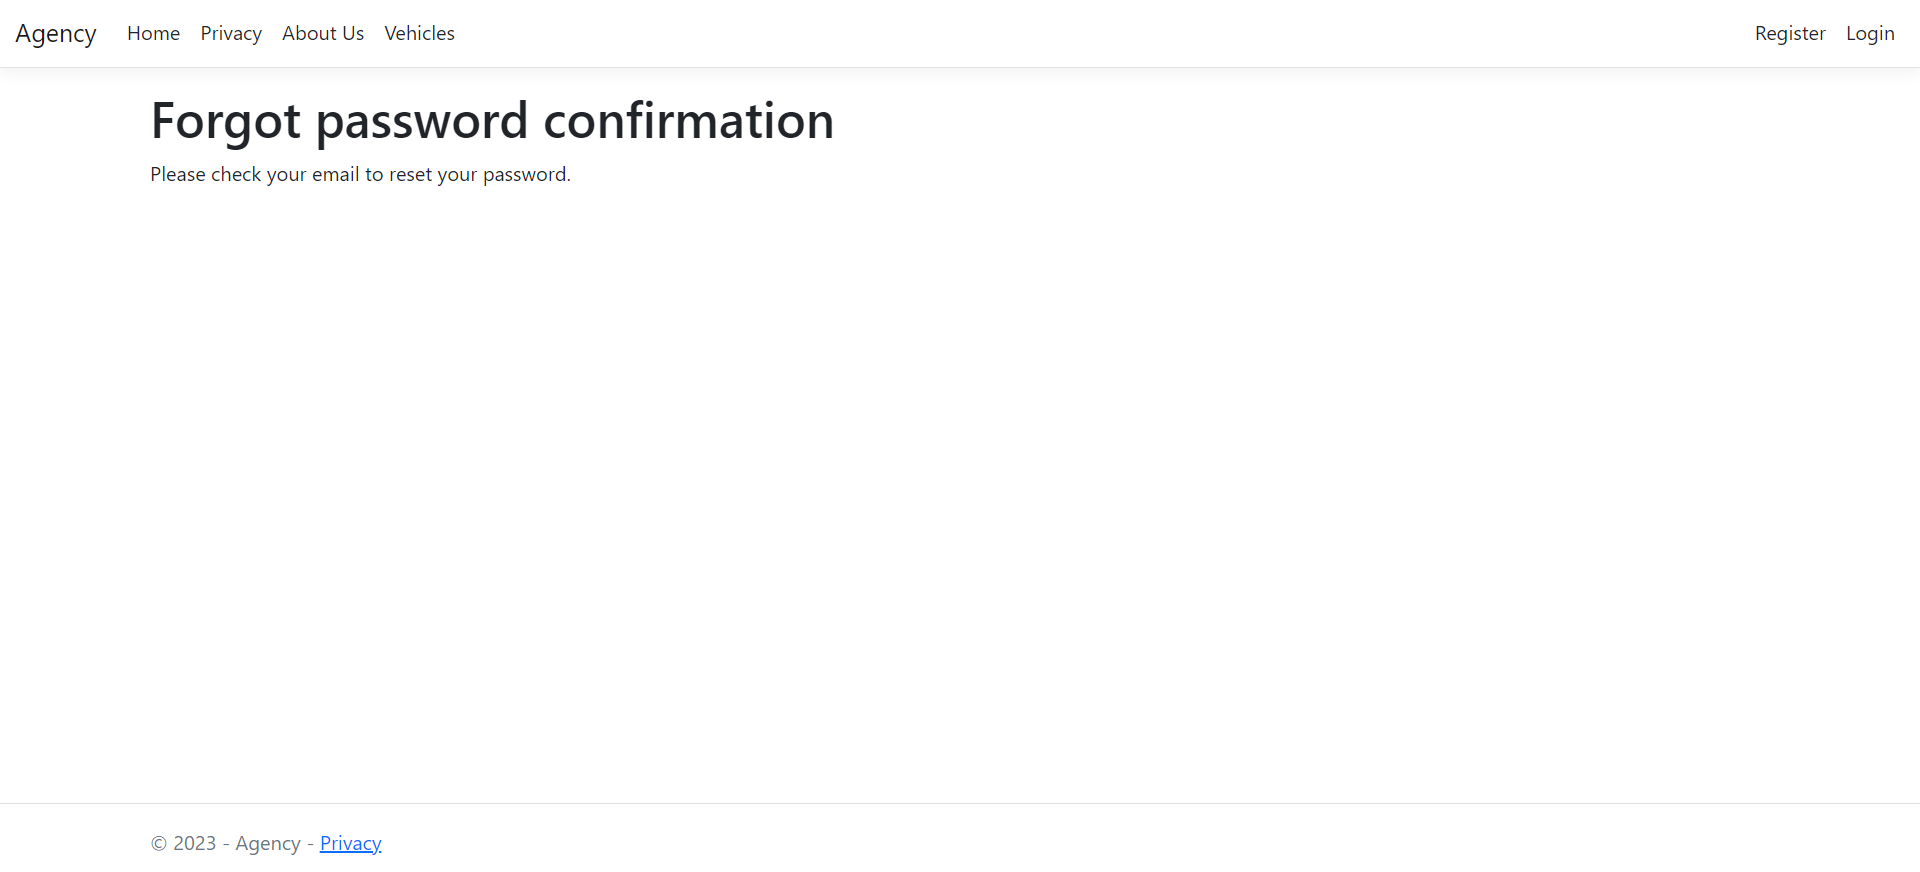 Agency Home Privacy About Us Vehicles Register Login
Forgot password confirmation
Please check your email to reset your password.
© 2023 - Agency - Privacy